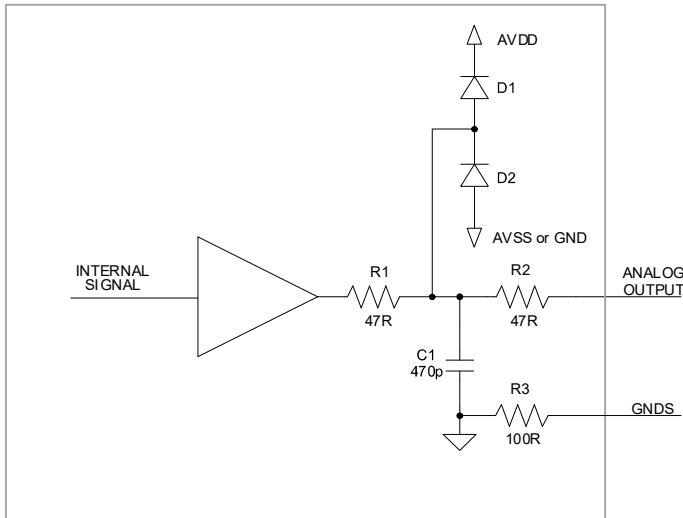 AVDD
D1
D2
AVSS or GND
INTERNAL
SIGNAL
R1
47R
R2
47R
ANALOG
OUTPUT
C1
470p
R3
100R
GNDS